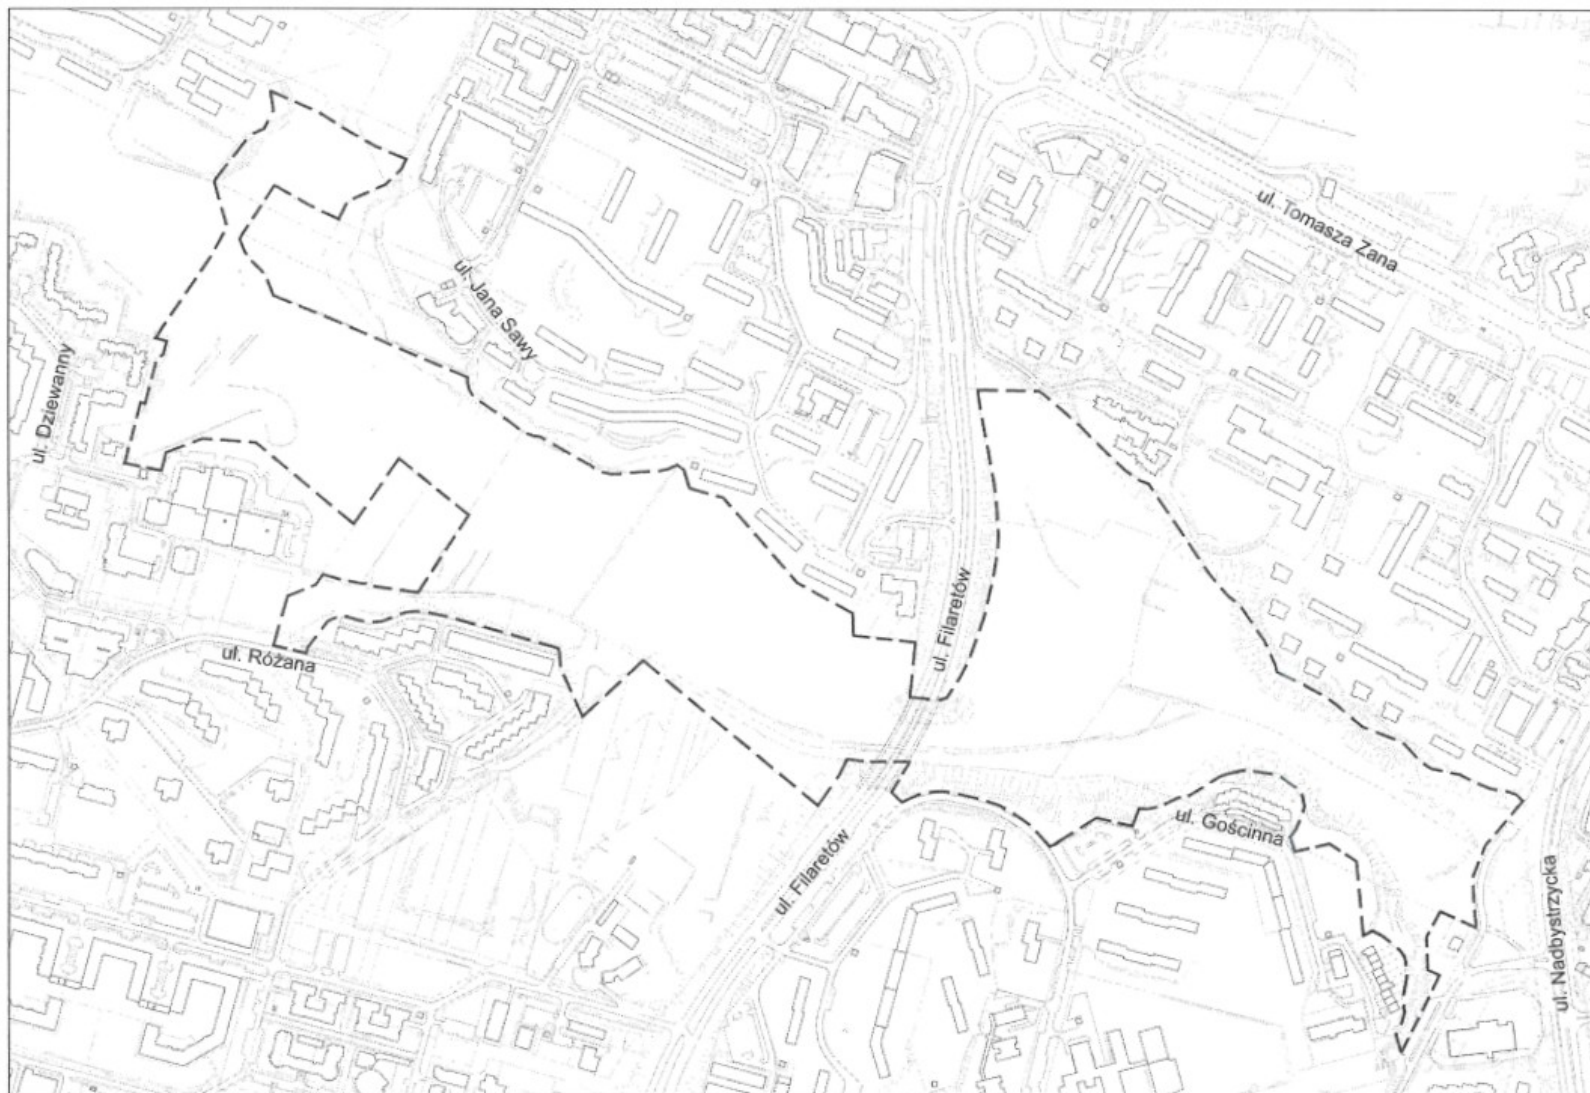 ul. Tomasza Zana
ul. Jana Sawy
ul. Dziewanny
ul. Filaretów
ul. Różana
ul. Gościnna
ul. Filaretów
ul. Nadbystrzycka